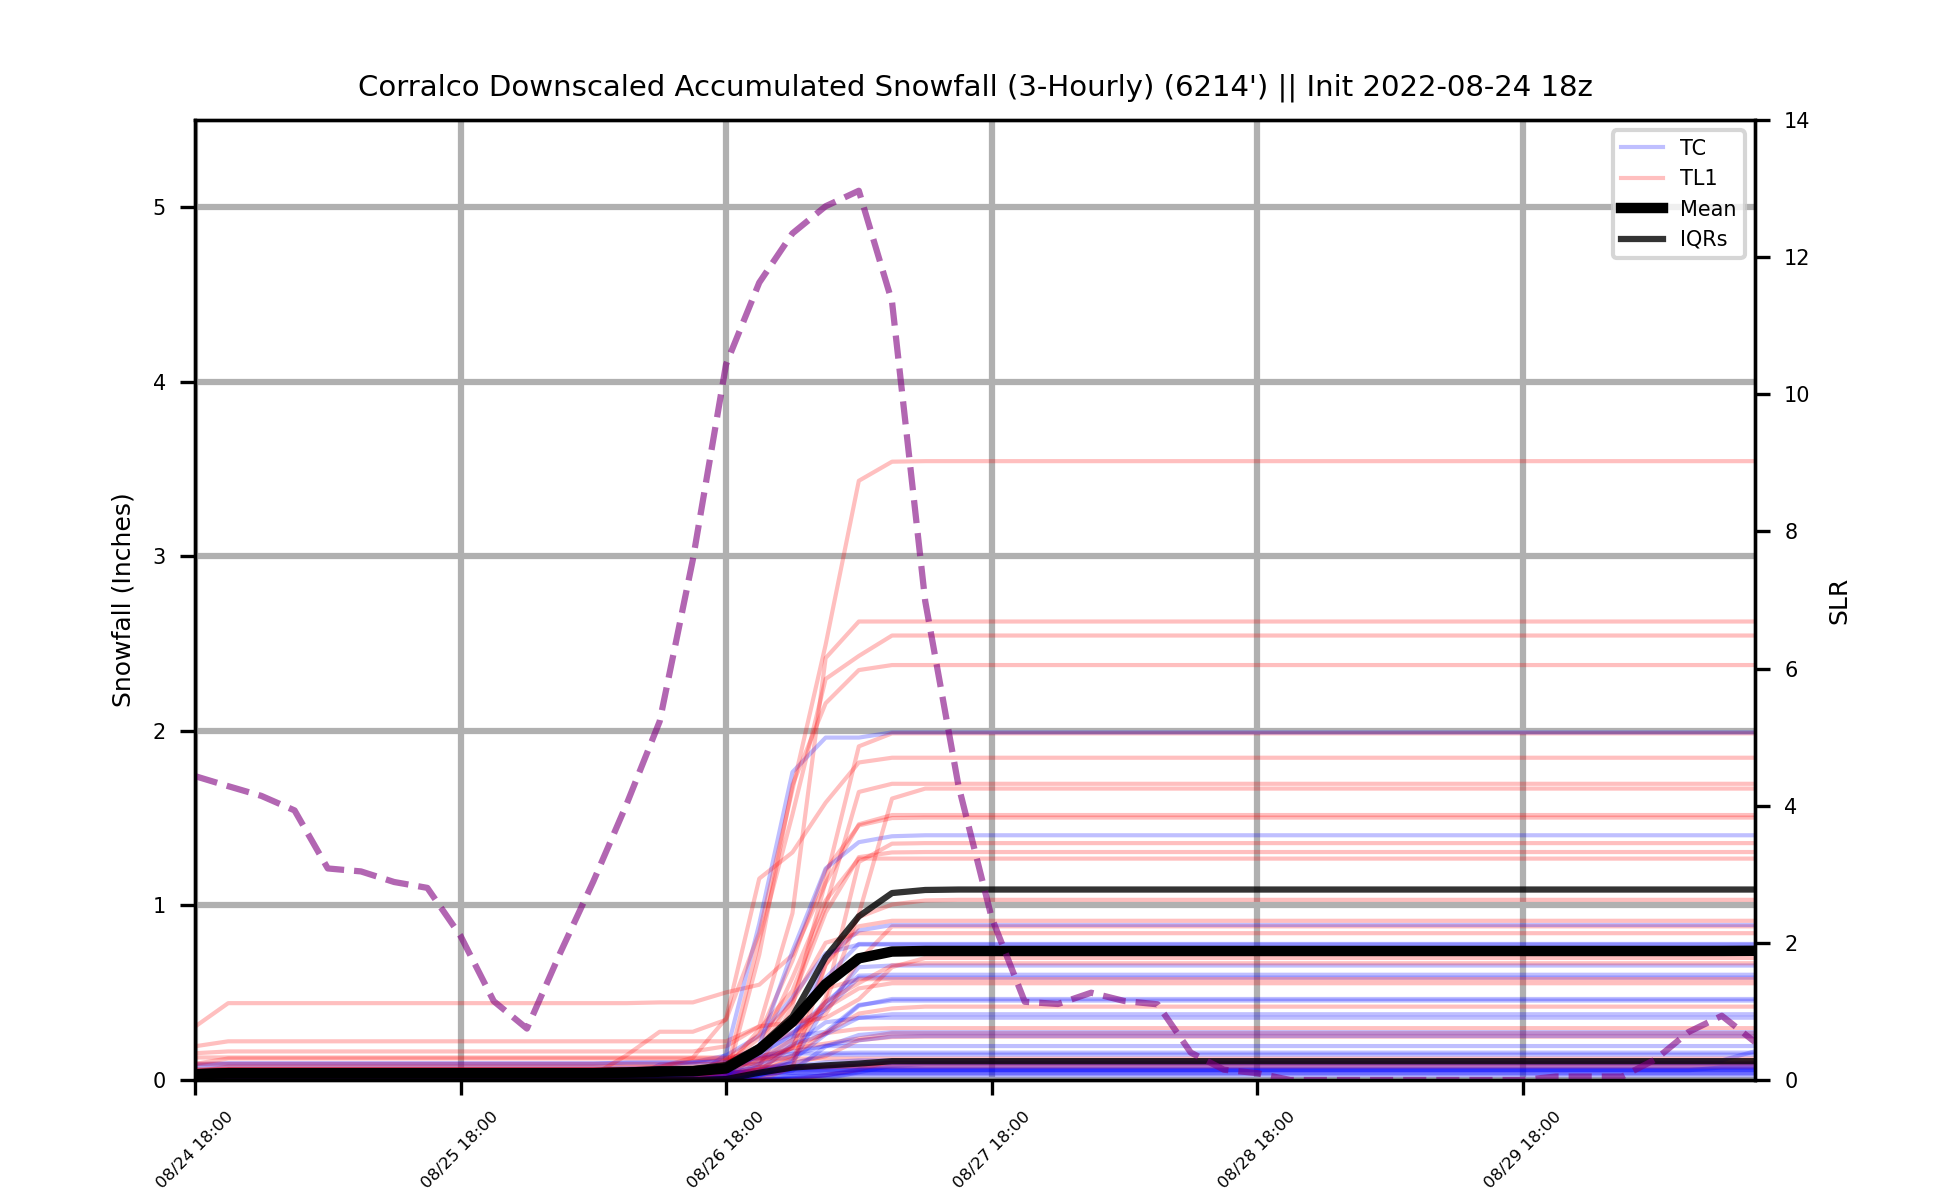 Corralco Downscaled Accumulated Snowfall (3-Hourly) (6214') || Init 2022-08-24 18z
Snowfall (Inches)
5
4
3
2
1
0
14
12
10
8
6
4
2
0
SLR
TC
TL1
Mean
IQRs
08/24 18:00
08/25 18:00
08/26 18:00
08/27 18:00
08/28 18:00
08/29 18:00